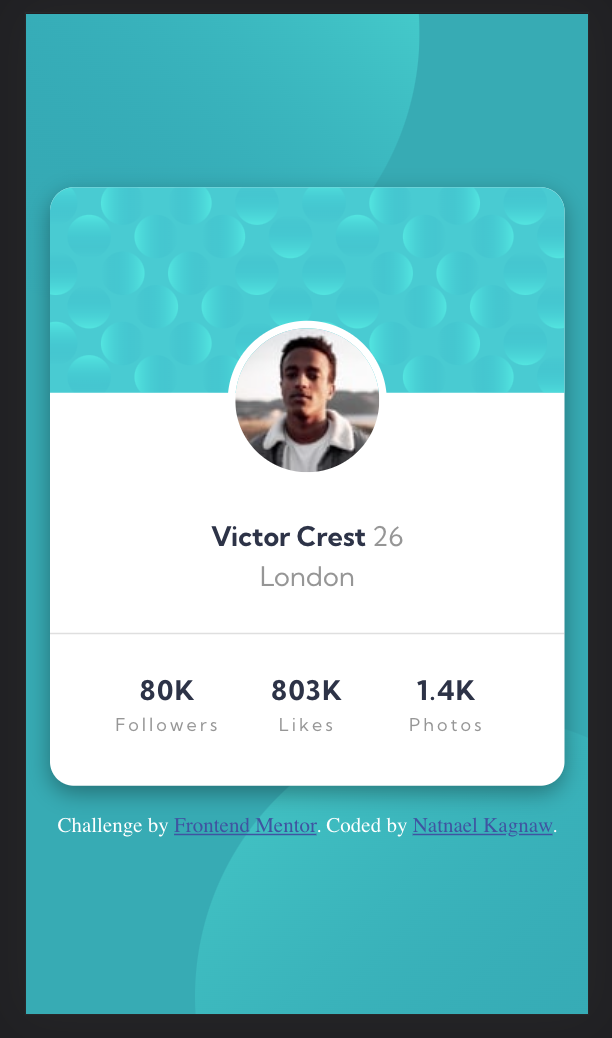 Victor Crest 26
London
80K 803K 1.4K
Followers Likes Photos
Challenge by Frontend Mentor. Coded by Natnael Kagnaw.